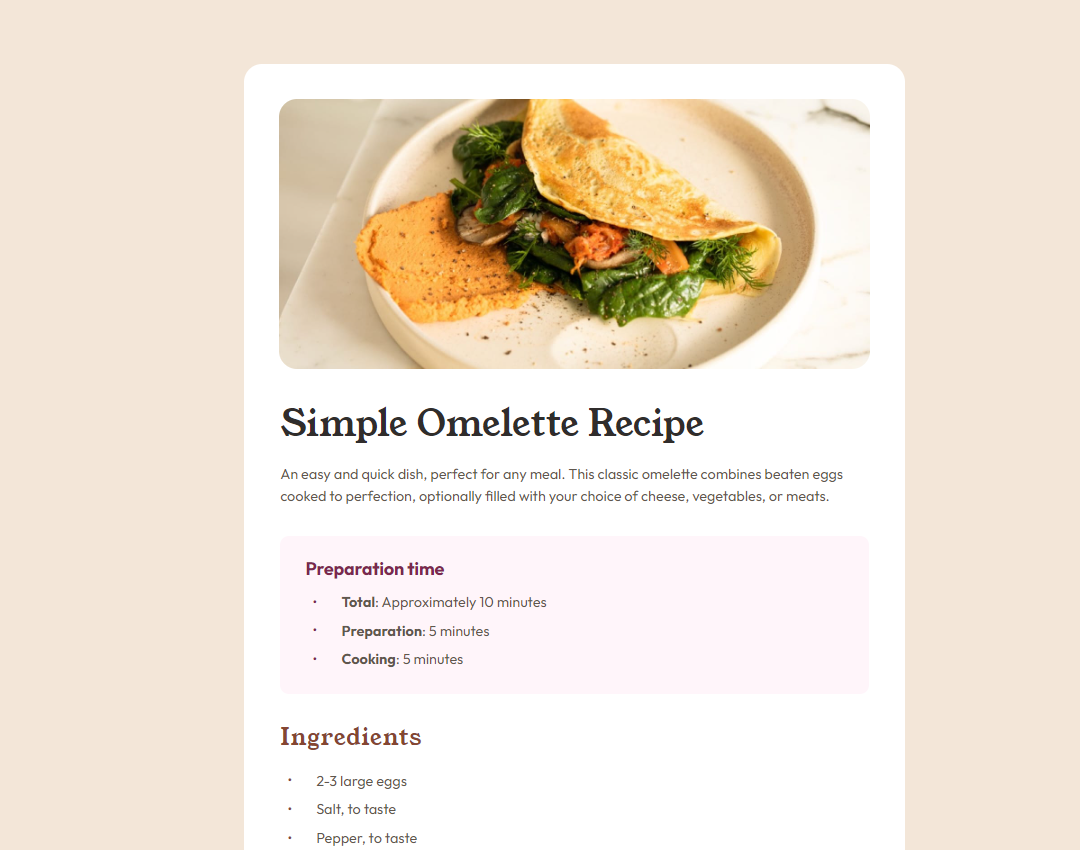 Simple Omelette Recipe
An easy and quick dish, perfect for any meal. This classic omelette combines beaten eggs
cooked to perfection, optionally filled with your choice of cheese, vegetables, or meats.
Preparation time
• Total: Approximately 10 minutes
• Preparation: 5 minutes
• Cooking: 5 minutes
Ingredients
• 2-3 large eggs
• Salt, to taste
• Pepper, to taste